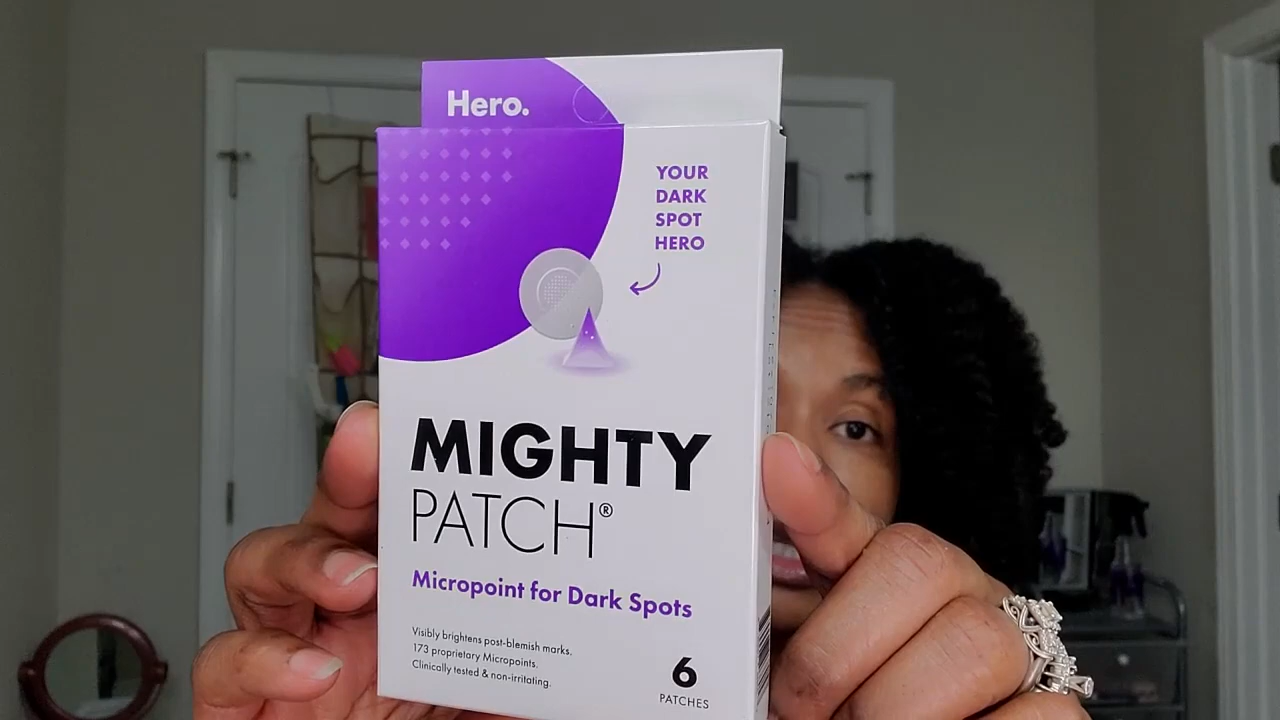 Hero.
YOUR
DARK
SPOT
HERO
MIGHTY
PATCH®
Micropoint for Dark Spots
Visibly brightens post-blemish marks.
173 proprietary Micropoints.
Clinically tested & non-irritating.
6
PATCHES